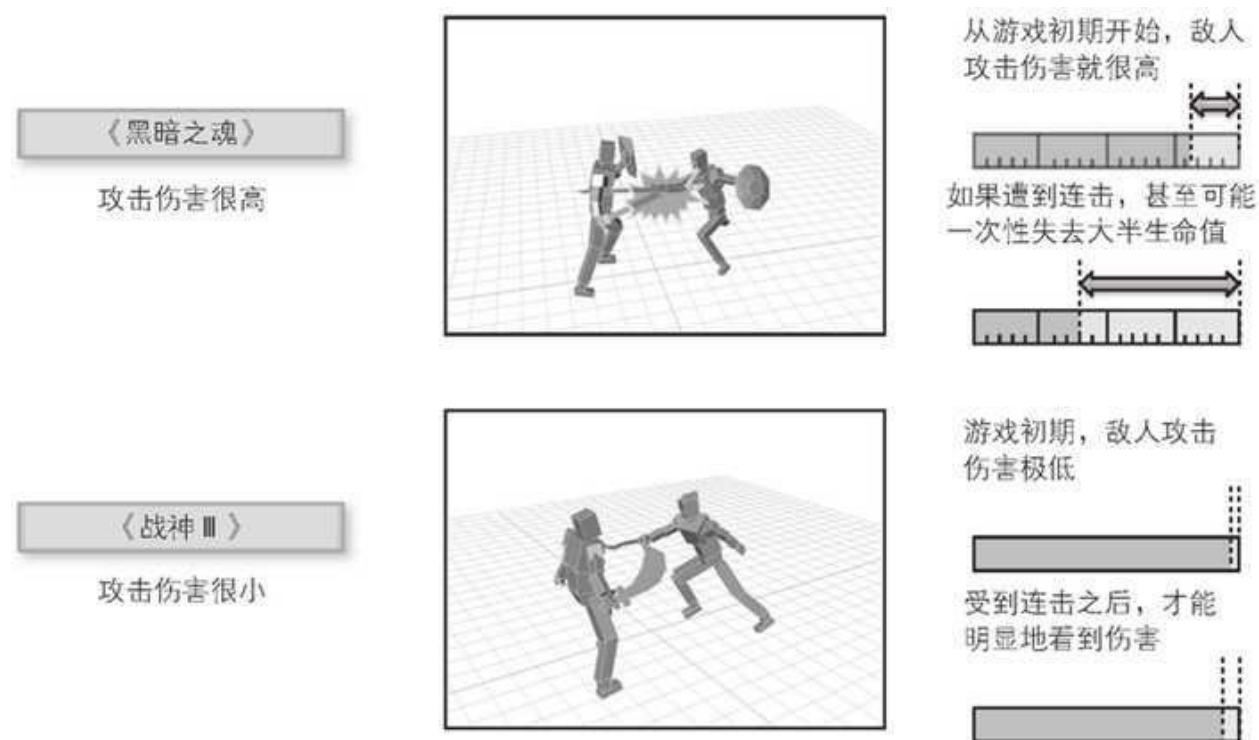 《黑暗之魂》
攻击伤害很高
从游戏初期开始，敌人
攻击伤害就很高
如果遭到连击，甚至可能
一次性失去大半生命值
《战神Ⅲ》
攻击伤害很小
游戏初期，敌人攻击
伤害极低
受到连击之后，才能
明显地看到伤害